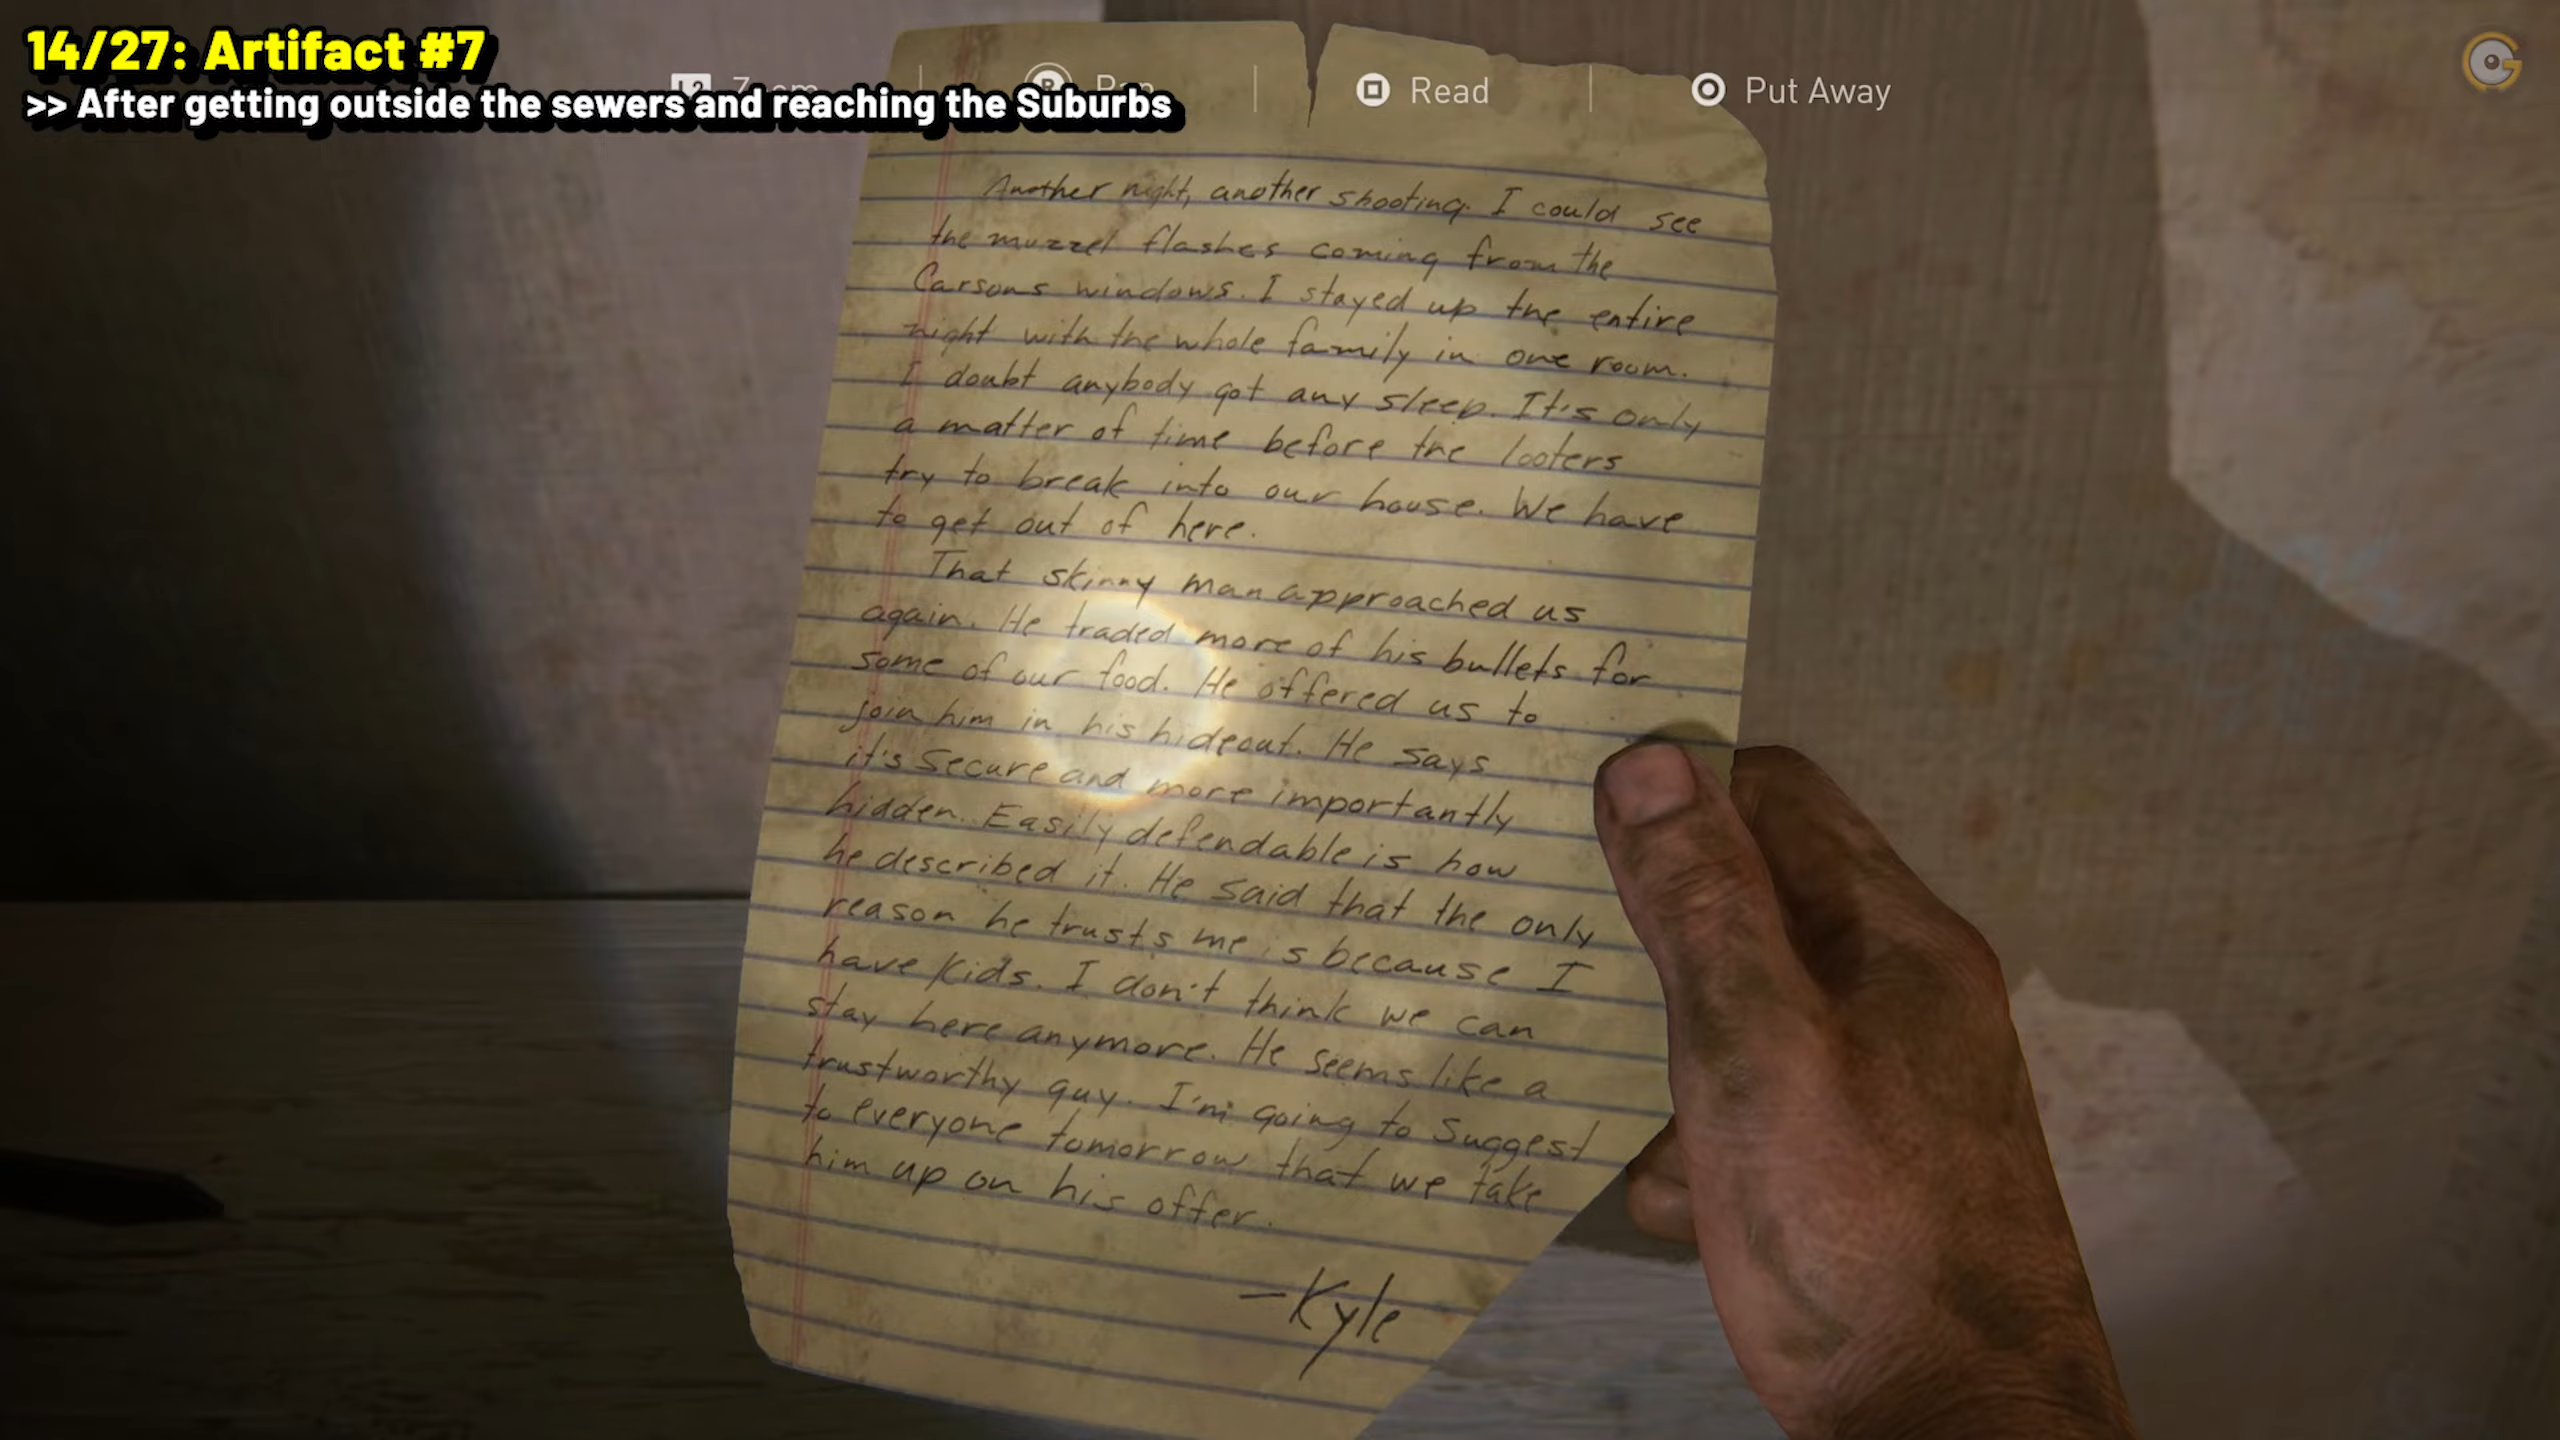 14/27: Artifact #7
>> After getting outside the sewers and reaching the Suburbs
Read
Put Away
Another night, another shooting. I could see
the muzzel flashes coming from the
Carsons windows. I stayed up the entire
night with the whole family in one room.
I doubt anybody got any sleep. It's only
a matter of time before the looters
try to break into our house. We have
to get out of here.
That skinny man approached us
again. He traded more of his bullets for
some of our food. He offered us to
join him in his hideout. He says
it's secure and more importantly
hidden. Easily defendable is how
he described it. He said that the only
reason he trusts me is because I
have kids. I don't think we can
stay here anymore. He seems like a
trustworthy guy. I'm going to suggest
to everyone tomorrow that we take
him up on his offer.
-Kyle